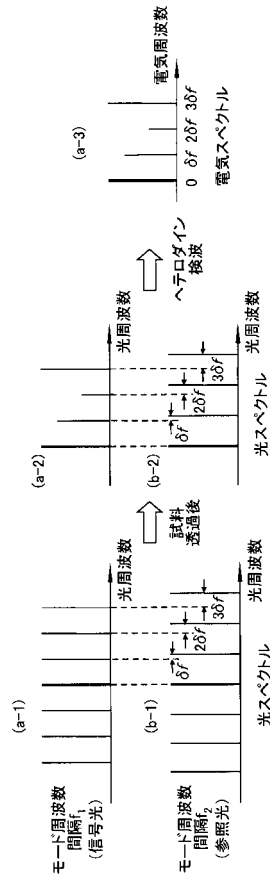 (a-1)
モード周波数
間隔f₁
(信号光)
光周波数
(b-1)
モード周波数
間隔f₂
(参照光)
δf
2δf
3δf
光周波数
光スペクトル
試料
透過後
(a-2)
光周波数
(b-2)
δf
2δf
3δf
光周波数
光スペクトル
ヘテロダイン
検波
(a-3)
電気周波数
0 δf 2δf 3δf
電気スペクトル